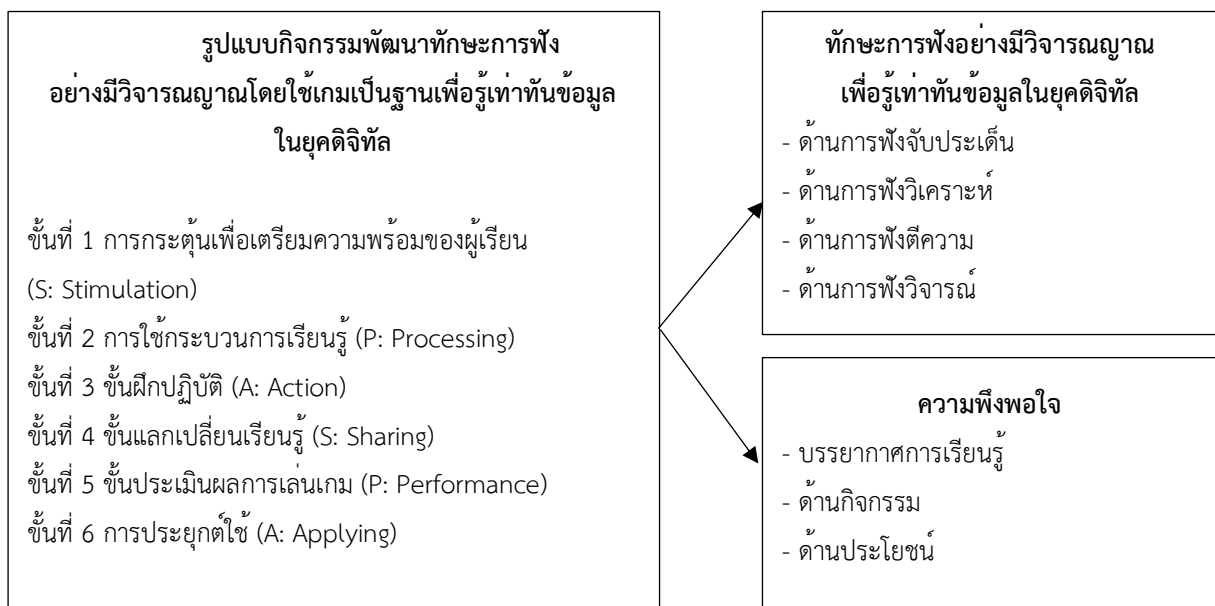 รูปแบบกิจกรรมพัฒนาทักษะการฟัง
อย่างมีวิจารณญาณโดยใช้เกมเป็นฐานเพื่อรู้เท่าทันข้อมูล
ในยุคดิจิทัล
ขั้นที่ 1 การกระตุ้นเพื่อเตรียมความพร้อมของผู้เรียน
(S: Stimulation)
ขั้นที่ 2 การใช้กระบวนการเรียนรู้ (P: Processing)
ขั้นที่ 3 ขั้นฝึกปฏิบัติ (A: Action)
ขั้นที่ 4 ขั้นแลกเปลี่ยนเรียนรู้ (S: Sharing)
ขั้นที่ 5 ขั้นประเมินผลการเล่นเกม (P: Performance)
ขั้นที่ 6 การประยุกต์ใช้ (A: Applying)
ทักษะการฟังอย่างมีวิจารณญาณ
เพื่อรู้เท่าทันข้อมูลในยุคดิจิทัล
- ด้านการฟังจับประเด็น
- ด้านการฟังวิเคราะห์
- ด้านการฟังตีความ
- ด้านการฟังวิจารณ์
ความพึงพอใจ
- บรรยากาศการเรียนรู้
- ด้านกิจกรรม
- ด้านประโยชน์